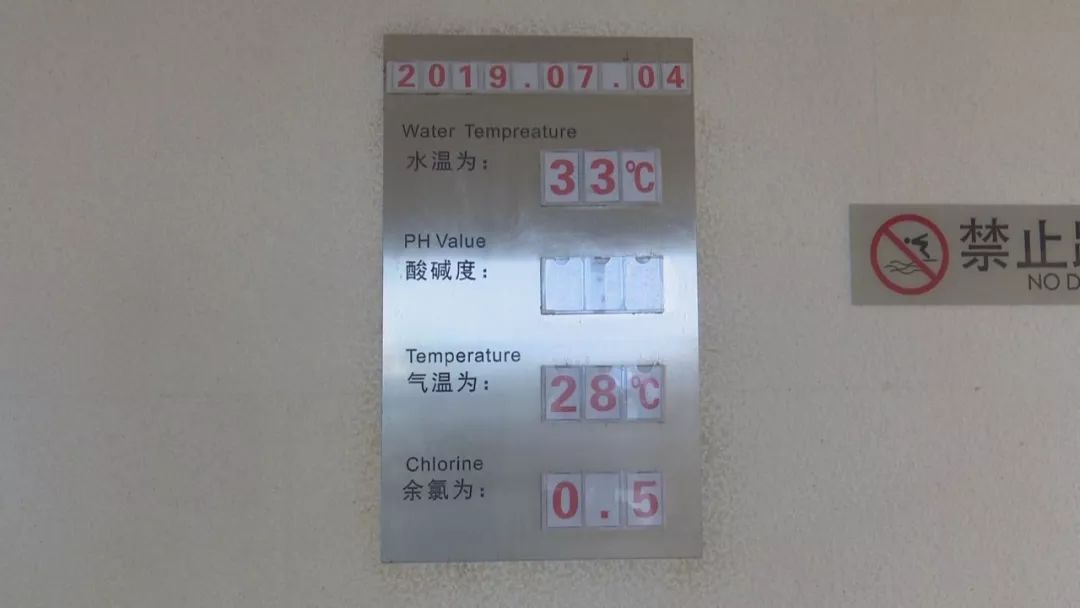 2019.07.04
Water Tempreature
水温为：
33℃
PH Value
酸碱度：
Temperature
气温为：
28℃
Chlorine
余氯为：
0.5
禁止
NO D